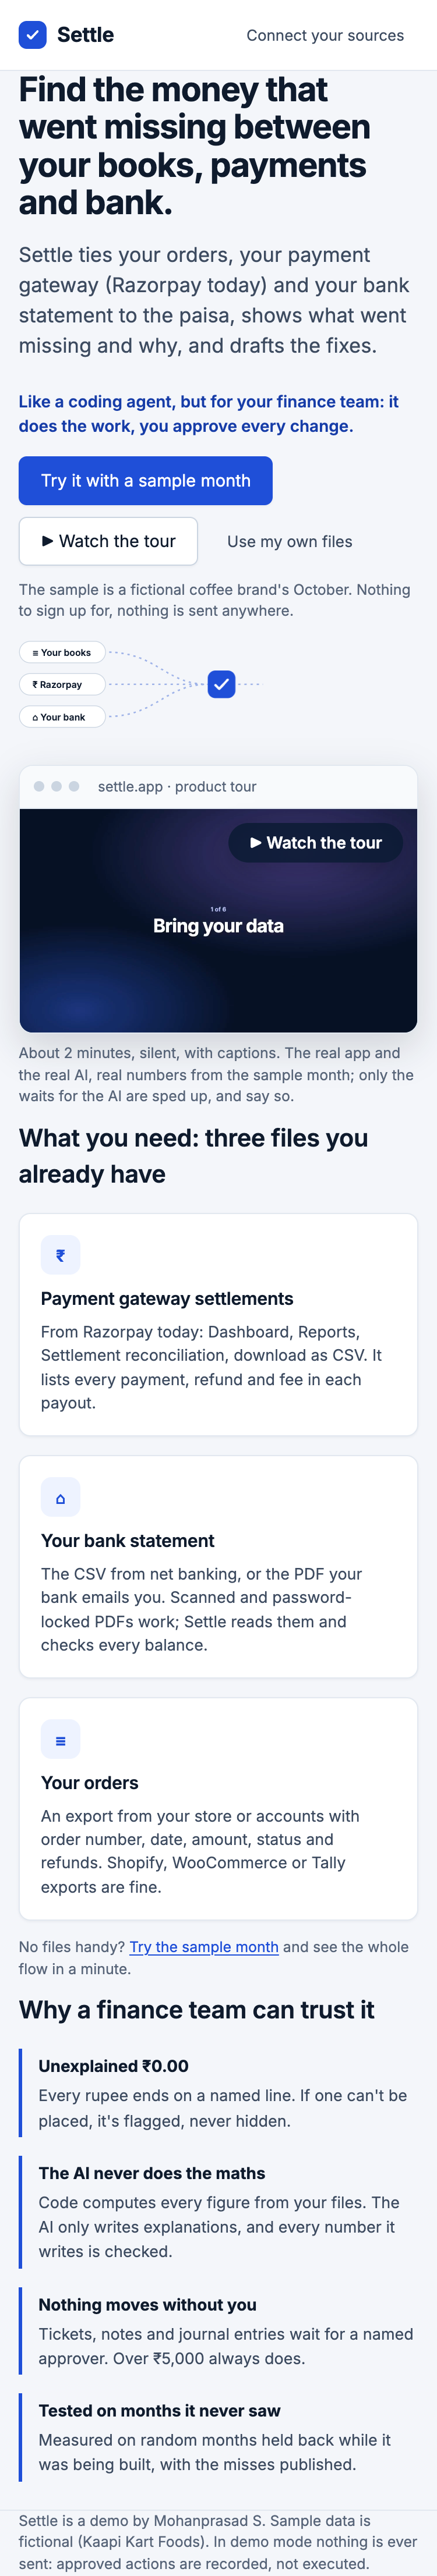 Settle
Connect your sources
Find the money that
went missing between
your books, payments
and bank.
Settle ties your orders, your payment
gateway (Razorpay today) and your bank
statement to the paisa, shows what went
missing and why, and drafts the fixes.
Like a coding agent, but for your finance team: it
does the work, you approve every change.
Try it with a sample month
▶ Watch the tour
Use my own files
The sample is a fictional coffee brand's October. Nothing
to sign up for, nothing is sent anywhere.
≡ Your books
₹ Razorpay
⌂ Your bank
settle.app · product tour
▶ Watch the tour
1 of 6
Bring your data
About 2 minutes, silent, with captions. The real app and
the real AI, real numbers from the sample month; only the
waits for the AI are sped up, and say so.
What you need: three files you
already have
₹
Payment gateway settlements
From Razorpay today: Dashboard, Reports,
Settlement reconciliation, download as CSV. It
lists every payment, refund and fee in each
payout.
⌂
Your bank statement
The CSV from net banking, or the PDF your
bank emails you. Scanned and password-
locked PDFs work; Settle reads them and
checks every balance.
≡
Your orders
An export from your store or accounts with
order number, date, amount, status and
refunds. Shopify, WooCommerce or Tally
exports are fine.
No files handy? Try the sample month and see the whole
flow in a minute.
Why a finance team can trust it
Unexplained ₹0.00
Every rupee ends on a named line. If one can't be
placed, it's flagged, never hidden.
The AI never does the maths
Code computes every figure from your files. The
AI only writes explanations, and every number it
writes is checked.
Nothing moves without you
Tickets, notes and journal entries wait for a named
approver. Over ₹5,000 always does.
Tested on months it never saw
Measured on random months held back while it
was being built, with the misses published.
Settle is a demo by Mohanprasad S. Sample data is
fictional (Kaapi Kart Foods). In demo mode nothing is ever
sent: approved actions are recorded, not executed.